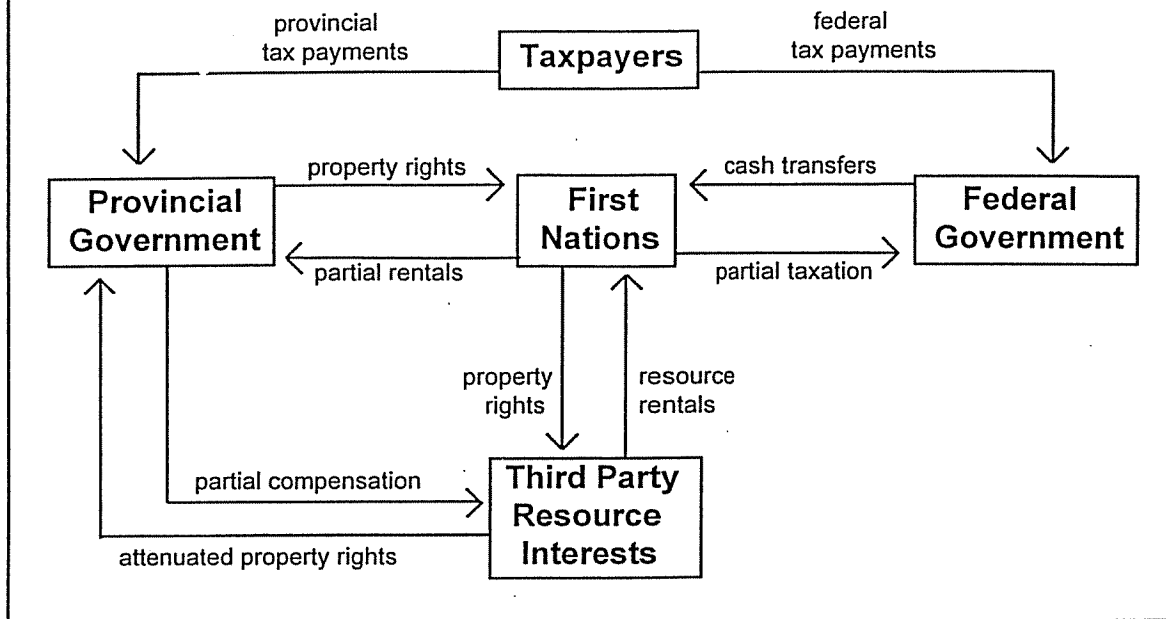 provincial
tax payments
Taxpayers
federal
tax payments
property rights
cash transfers
Provincial
Government
First
Nations
Federal
Government
partial rentals
partial taxation
property
rights
resource
rentals
partial compensation
Third Party
Resource
Interests
attenuated property rights